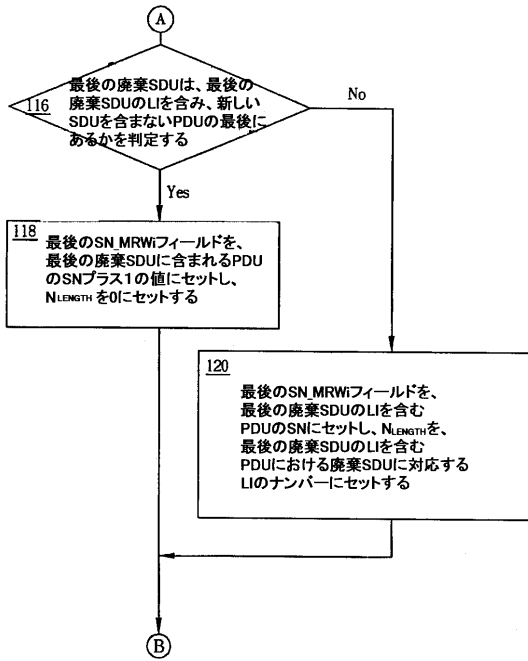 A
116
最後の廃棄SDUは、最後の
廃棄SDUのLIを含み、新しい
SDUを含まないPDUの最後に
あるかを判定する
No
Yes
118
最後のSN_MRWiフィールドを、
最後の廃棄SDUに含まれるPDU
のSNプラス1の値にセットし、
NLENGTHを0にセットする
120
最後のSN_MRWiフィールドを、
最後の廃棄SDUのLIを含む
PDUのSNにセットし、NLENGTHを、
最後の廃棄SDUのLIを含む
PDUにおける廃棄SDUに対応する
LIのナンバーにセットする
B